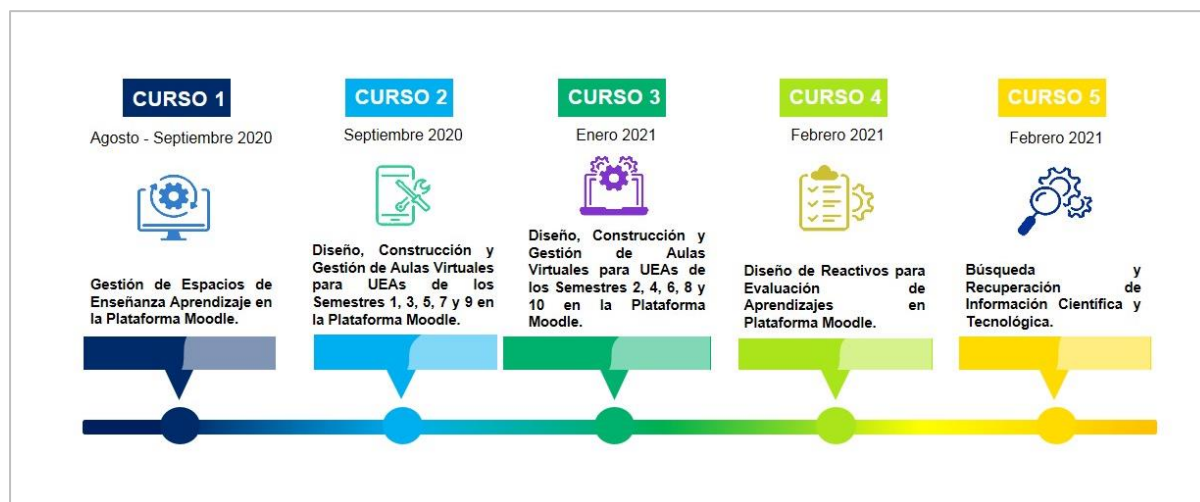 CURSO 1
Agosto - Septiembre 2020
Gestión de Espacios de
Enseñanza Aprendizaje en
la Plataforma Moodle.
CURSO 2
Septiembre 2020
Diseño, Construcción y
Gestión de Aulas Virtuales
para UEAs de los
Semestres 1, 3, 5, 7 y 9 en
la Plataforma Moodle.
CURSO 3
Enero 2021
Diseño, Construcción y
Gestión de Aulas
Virtuales para UEAs de
los Semestres 2, 4, 6, 8 y
10 en la Plataforma
Moodle.
CURSO 4
Febrero 2021
Diseño de Reactivos para
Evaluación de
Aprendizajes en
Plataforma Moodle.
CURSO 5
Febrero 2021
Búsqueda y
Recuperación de
Información Científica y
Tecnológica.